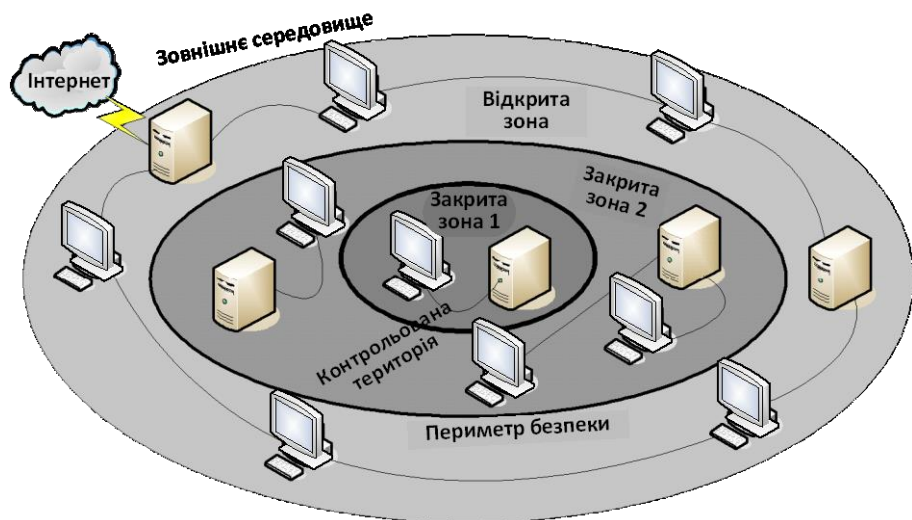 Зовнішнє середовище
Інтернет
Відкрита
зона
Закрита
зона 2
Закрита
зона 1
Контрольована
територія
Периметр безпеки